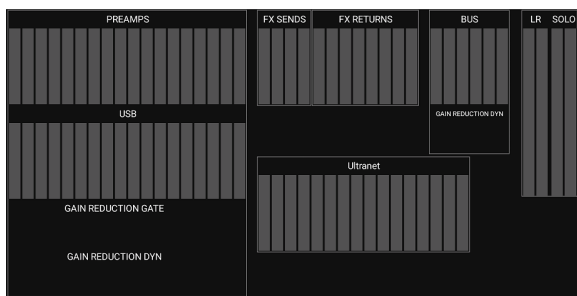 PREAMPS
FX SENDS
FX RETURNS
BUS
LR SOLO
USB
GAIN REDUCTION DYN
Ultranet
GAIN REDUCTION GATE
GAIN REDUCTION DYN